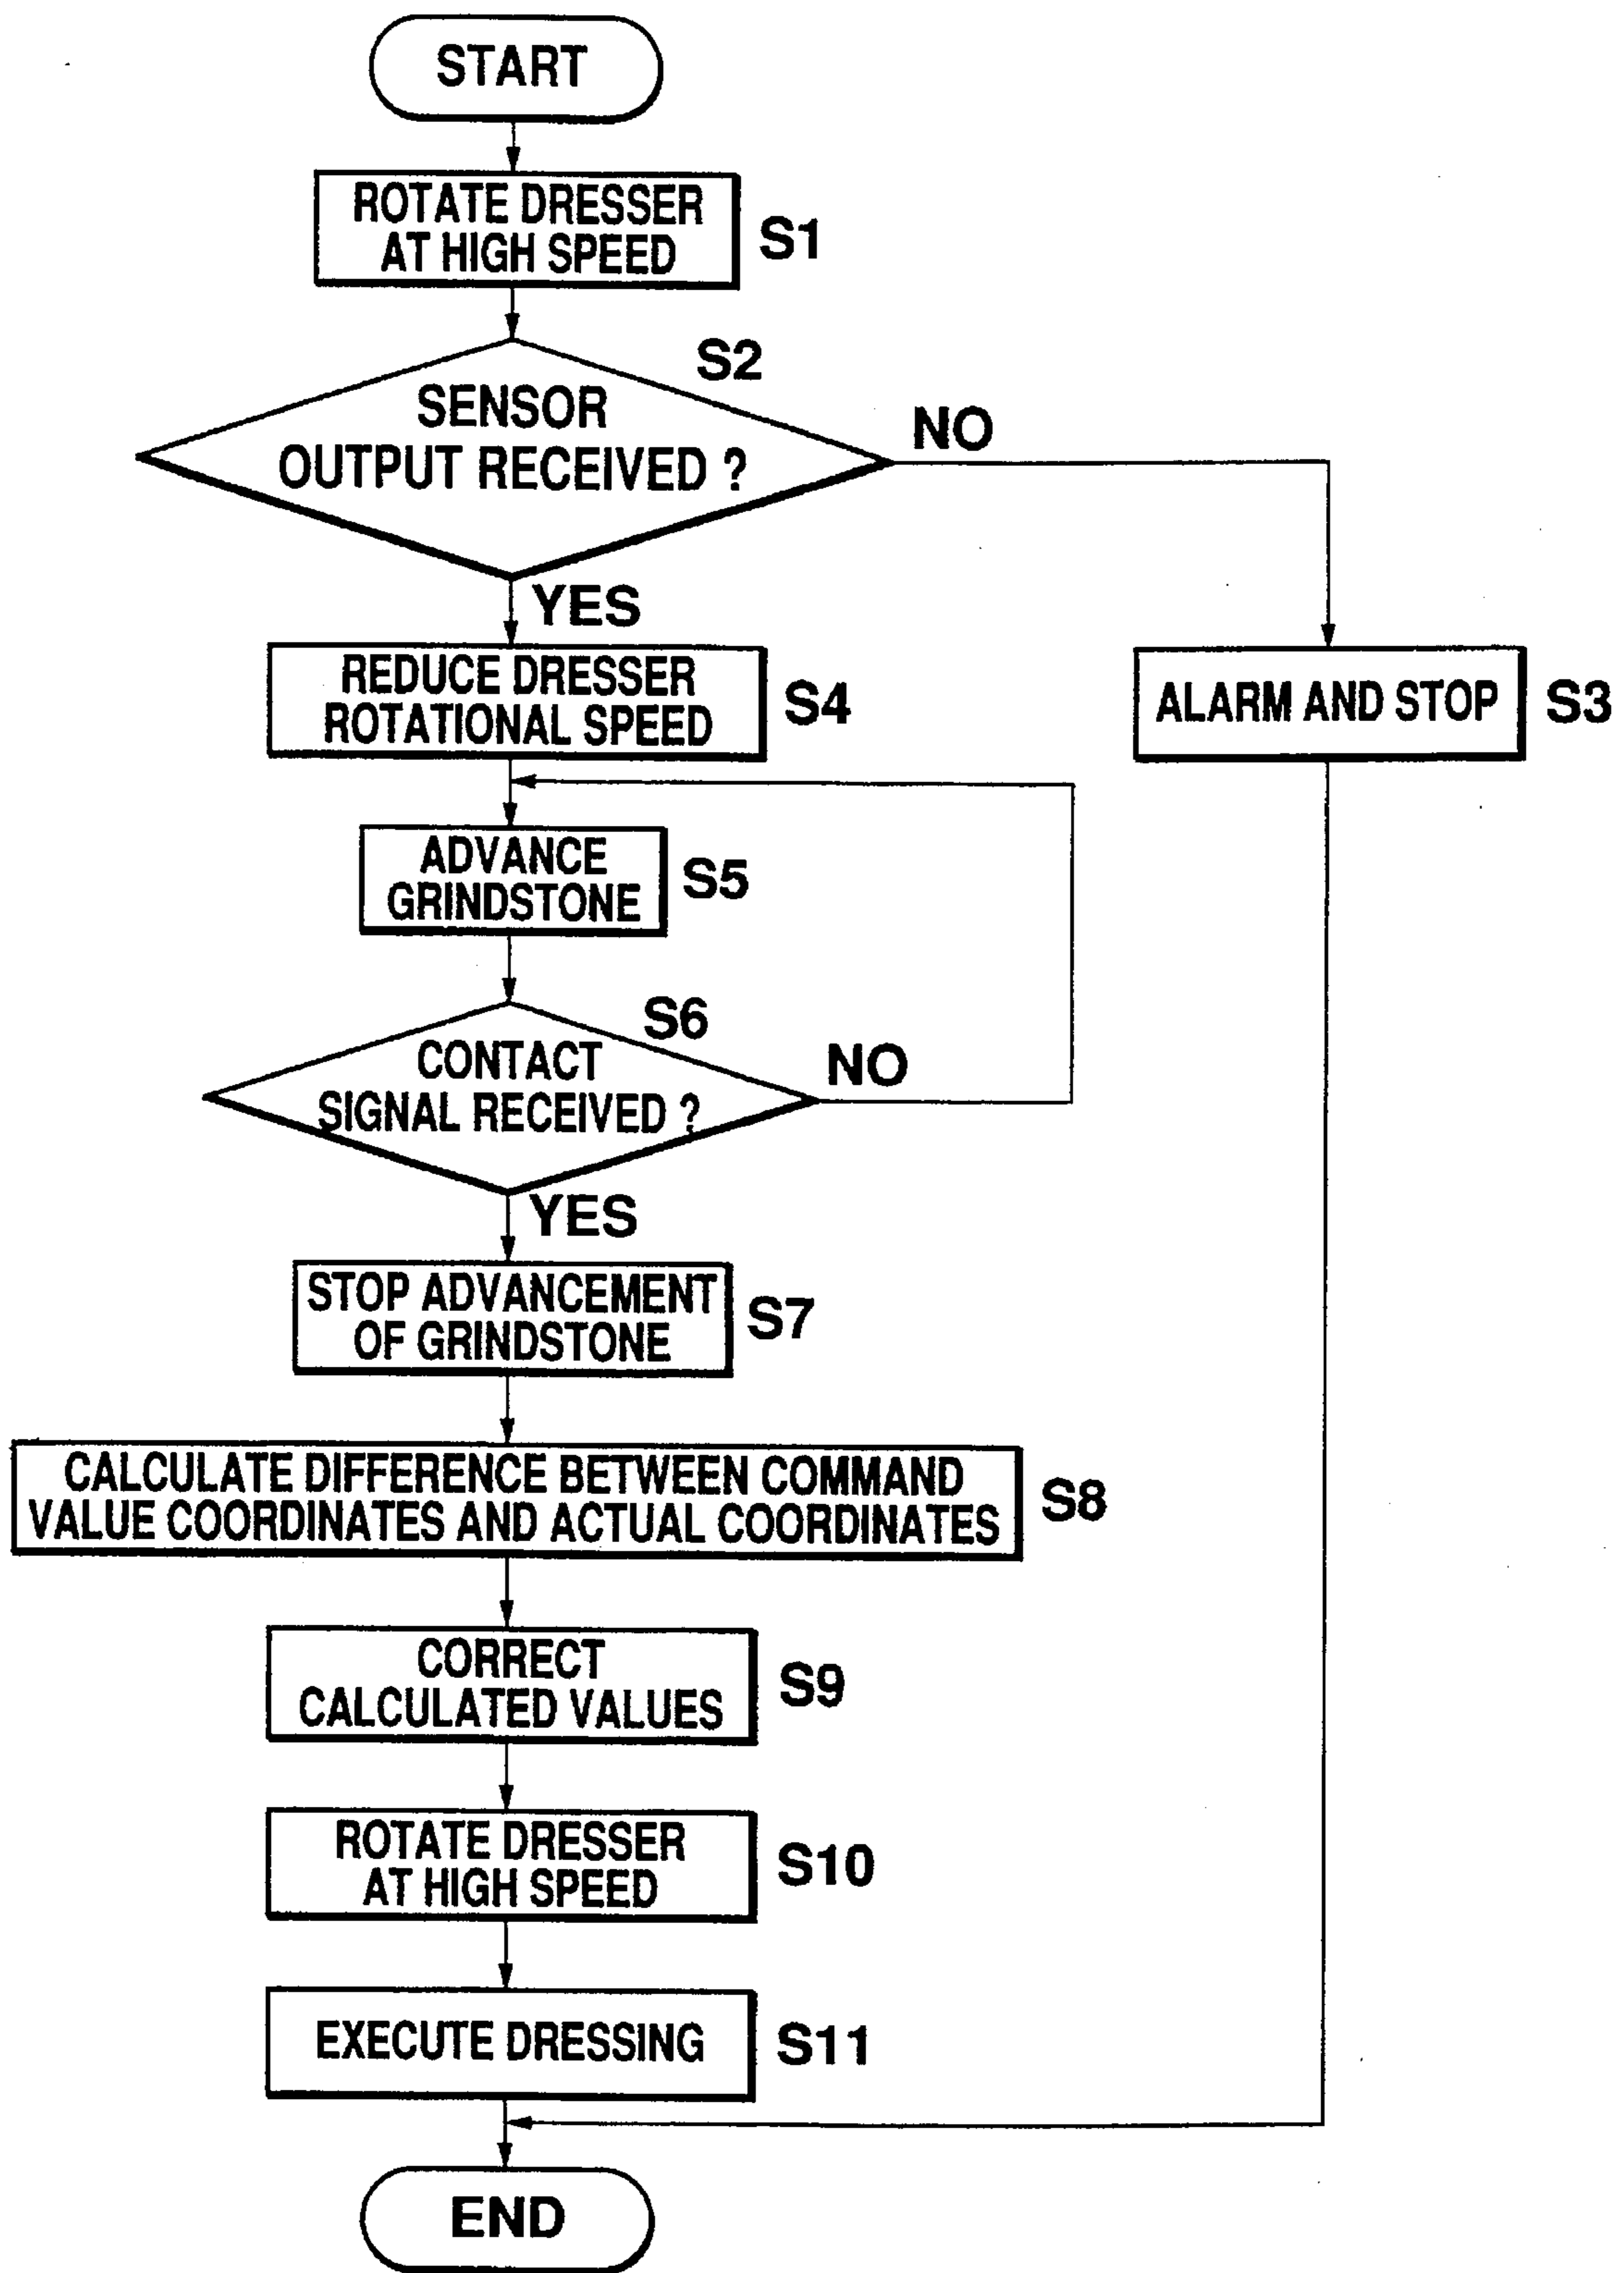 START
ROTATE DRESSER
AT HIGH SPEED
S1
S2
SENSOR
OUTPUT RECEIVED ?
NO
YES
REDUCE DRESSER
ROTATIONAL SPEED
S4
ALARM AND STOP
S3
ADVANCE
GRINDSTONE
S5
S6
CONTACT
SIGNAL RECEIVED ?
NO
YES
STOP ADVANCEMENT
OF GRINDSTONE
S7
CALCULATE DIFFERENCE BETWEEN COMMAND
VALUE COORDINATES AND ACTUAL COORDINATES
S8
CORRECT
CALCULATED VALUES
S9
ROTATE DRESSER
AT HIGH SPEED
S10
EXECUTE DRESSING
S11
END